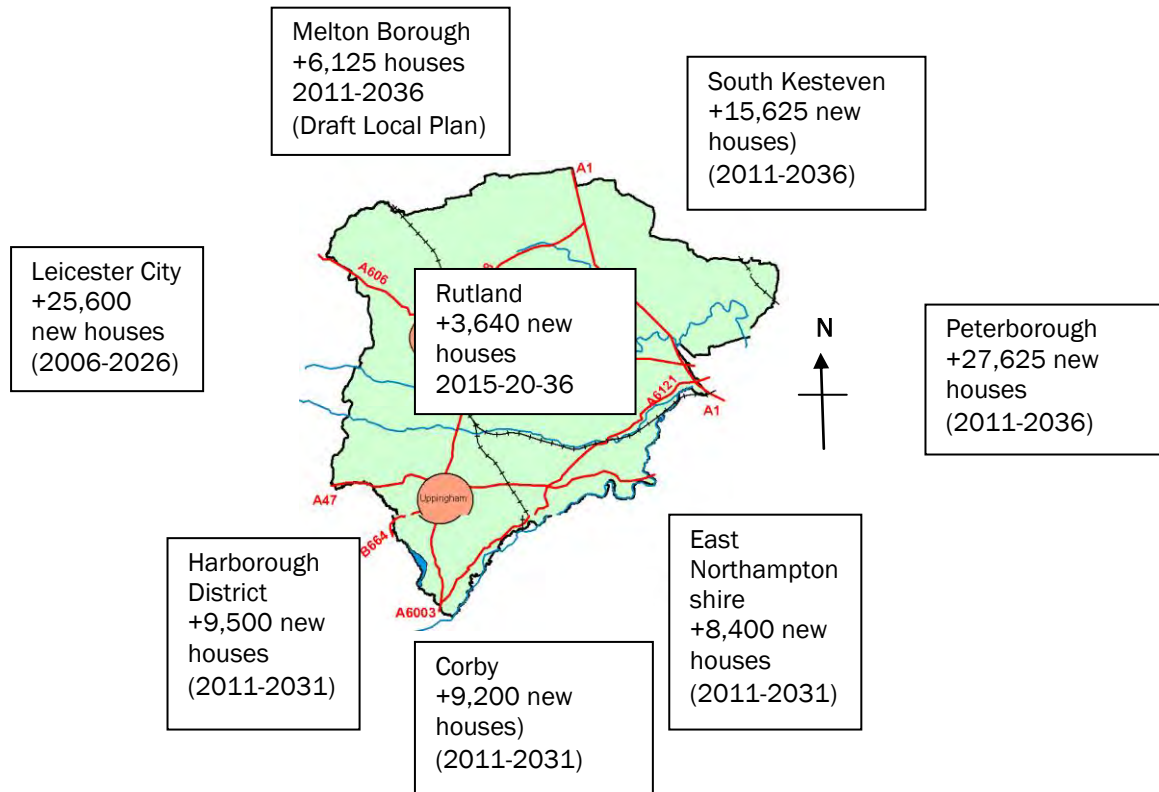 Melton Borough
+6,125 houses
2011-2036
(Draft Local Plan)
South Kesteven
+15,625 new
houses)
(2011-2036)
A1
Leicester City
+25,600
new houses
(2006-2026)
A606
Rutland
+3,640 new
houses
2015-20-36
N
Peterborough
+27,625 new
houses
(2011-2036)
A6121
A1
A47
Uppingham
B664
A6003
Harborough
District
+9,500 new
houses
(2011-2031)
Corby
+9,200 new
houses)
(2011-2031)
East
Northampton
shire
+8,400 new
houses
(2011-2031)